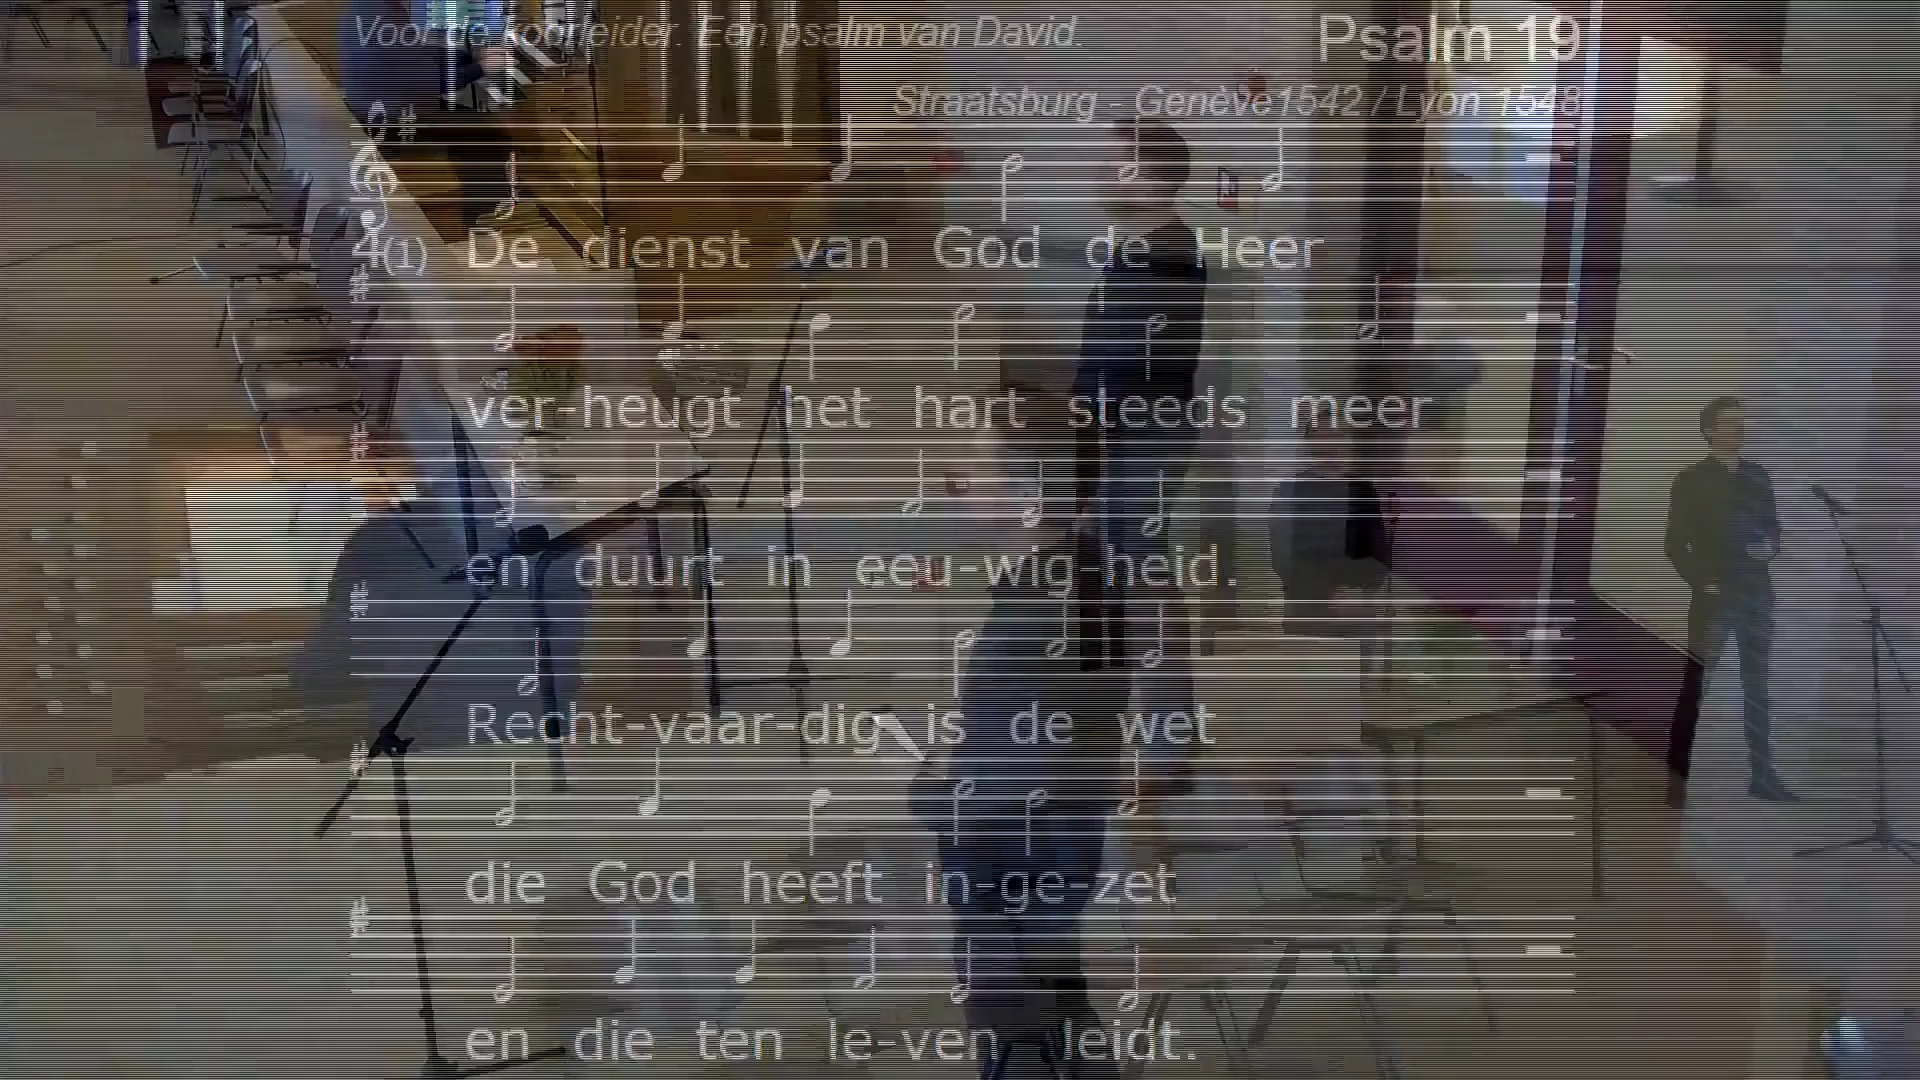 Voor de koorleider. Een psalm van David.
Psalm 19
Straatsburg - Genève1542 / Lyon 1548
4(1) De dienst van God de Heer
ver-heugt het hart steeds meer
en duurt in eeu-wig-heid.
Recht-vaar-dig is de wet
die God heeft in-ge-zet
en die ten le-ven leidt.